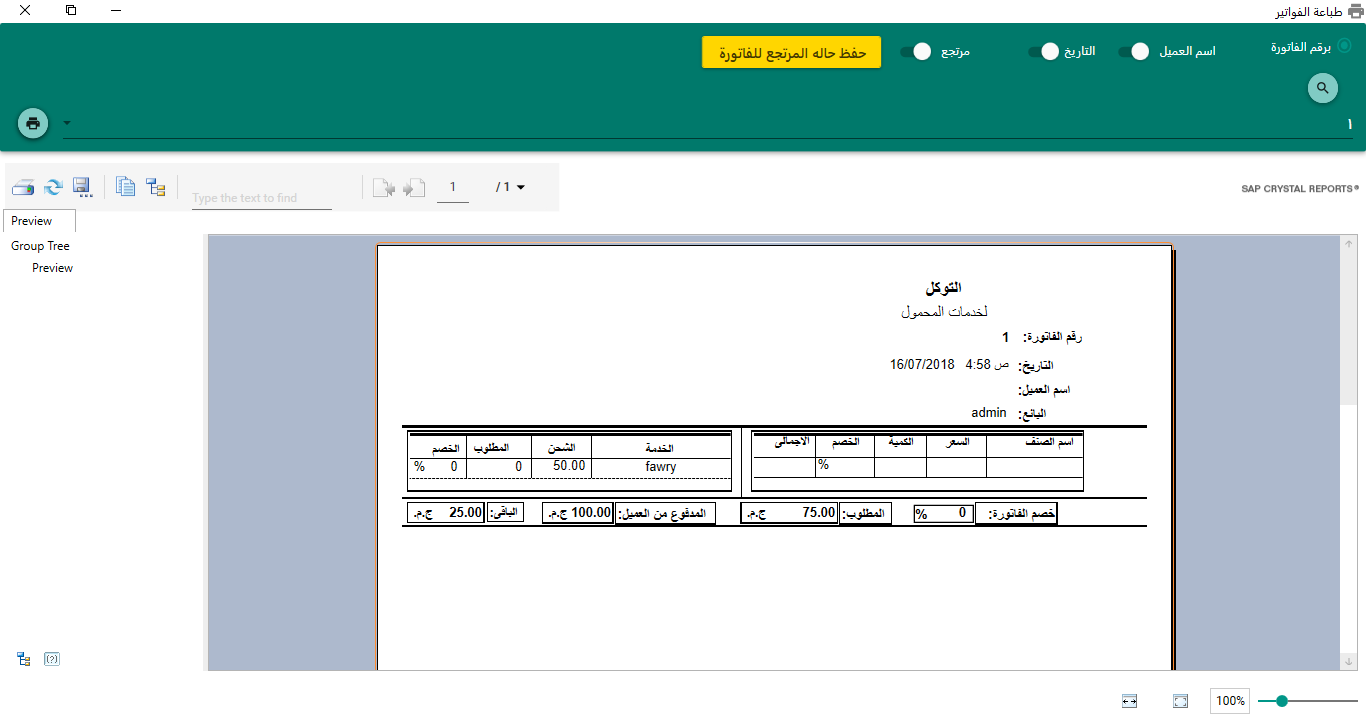 طباعة الفواتير
برقم الفاتورة
اسم العميل
التاريخ
مرتجع
حفظ حاله المرتجع للفاتورة
١
Type the text to find
1
/ 1
SAP CRYSTAL REPORTS®
Preview
Group Tree
Preview
التوكل
لخدمات المحمول
رقم الفاتورة: 1
التاريخ: 16/07/2018 4:58 ص
اسم العميل:
البائع: admin
اسم الصنف السعر الكمية الخصم الاجمالى
%
الخدمة الشحن المطلوب الخصم
fawry 50.00 0 0 %
خصم الفاتورة: 0 % المطلوب: 75.00 ج.م. المدفوع من العميل: 100.00 ج.م. الباقى: 25.00 ج.م.
100%